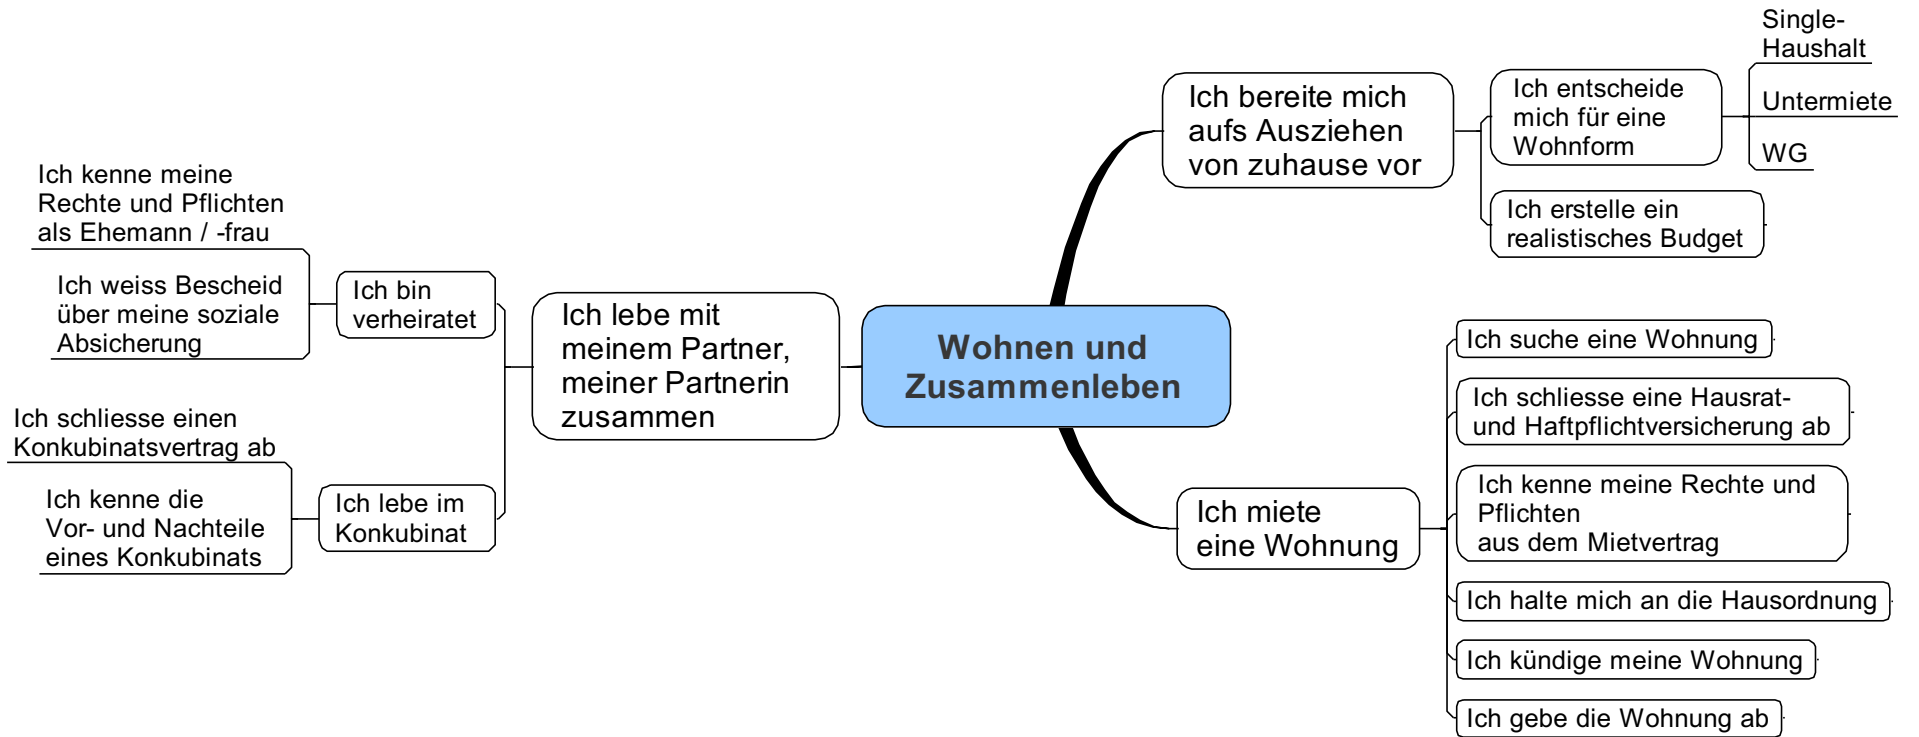 Wohnen und
Zusammenleben
Ich bereite mich
aufs Ausziehen
von zuhause vor
Ich entscheide
mich für eine
Wohnform
Single-
Haushalt
Untermiete
WG
Ich erstelle ein
realistisches Budget
Ich miete
eine Wohnung
Ich suche eine Wohnung
Ich schliesse eine Hausrat-
und Haftpflichtversicherung ab
Ich kenne meine Rechte und
Pflichten
aus dem Mietvertrag
Ich halte mich an die Hausordnung
Ich kündige meine Wohnung
Ich gebe die Wohnung ab
Ich lebe mit
meinem Partner,
meiner Partnerin
zusammen
Ich bin
verheiratet
Ich kenne meine
Rechte und Pflichten
als Ehemann / -frau
Ich weiss Bescheid
über meine soziale
Absicherung
Ich lebe im
Konkubinat
Ich schliesse einen
Konkubinatsvertrag ab
Ich kenne die
Vor- und Nachteile
eines Konkubinats